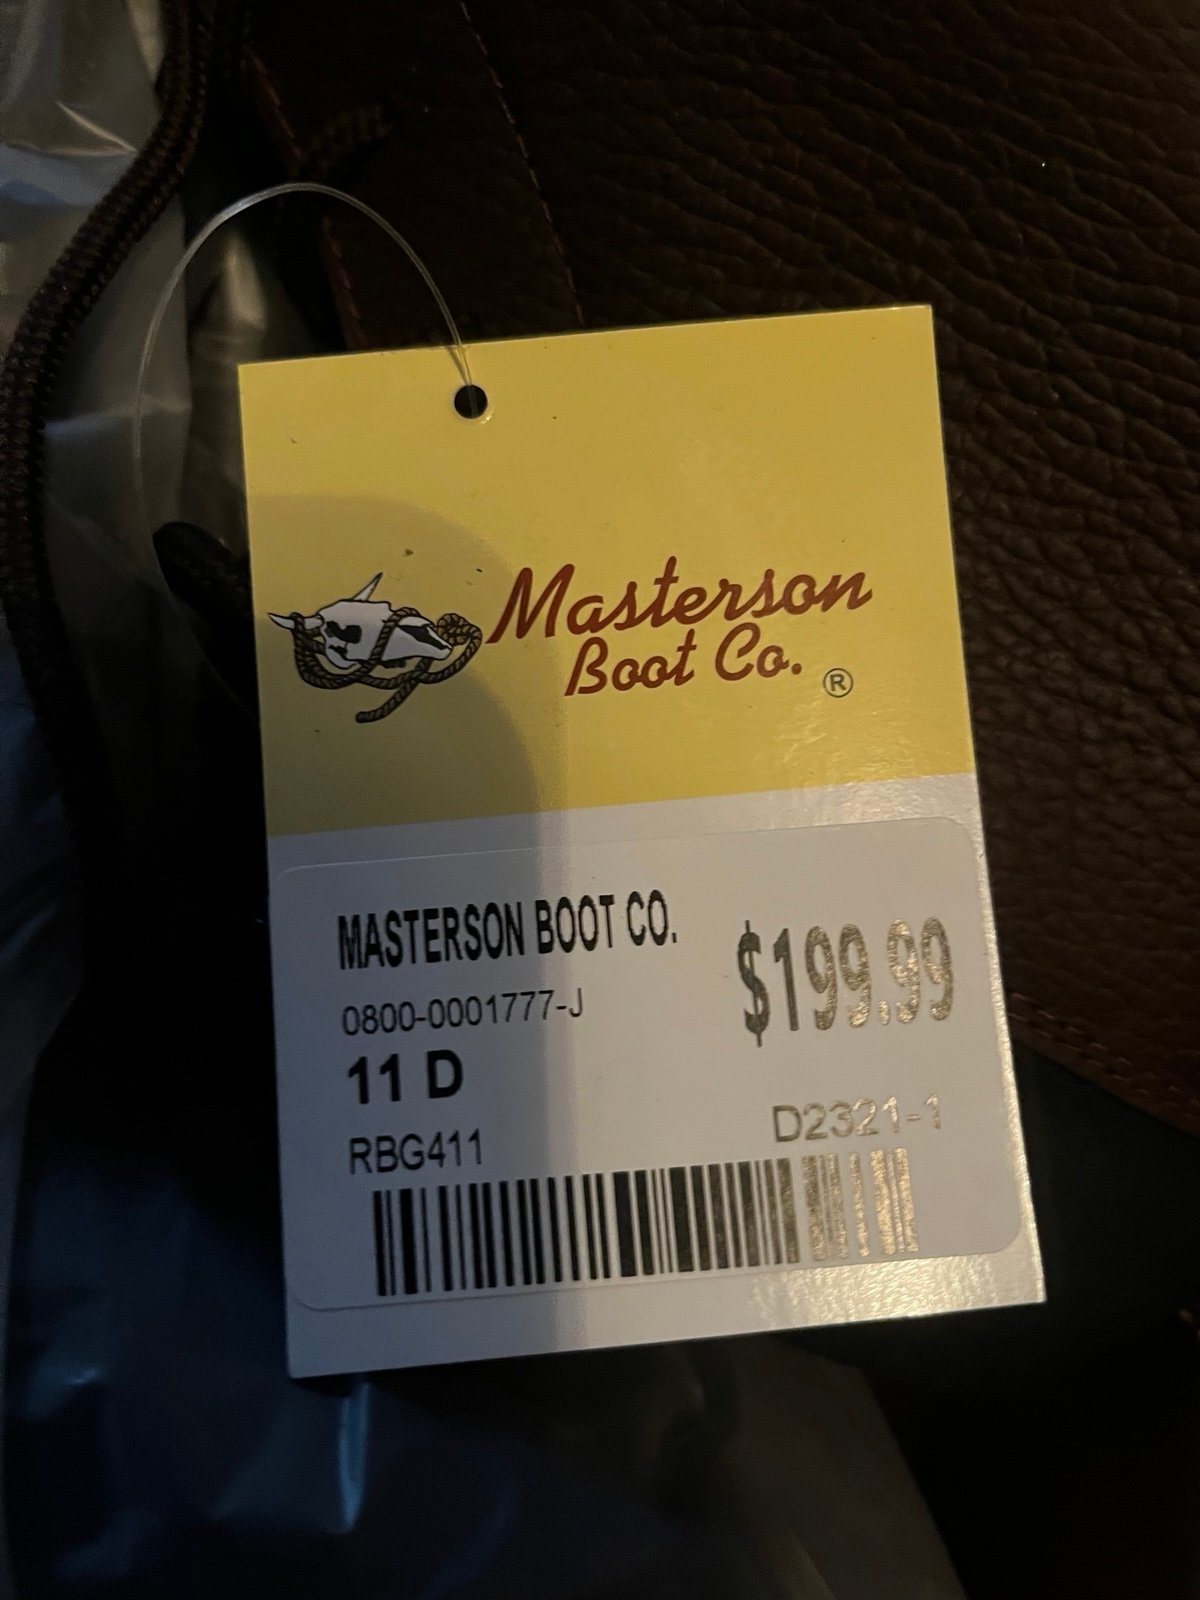 Masterson
Boot Co. ®
MASTERSON BOOT CO.
$199.99
0800-0001777-J
11 D
RBG411
D2321-1